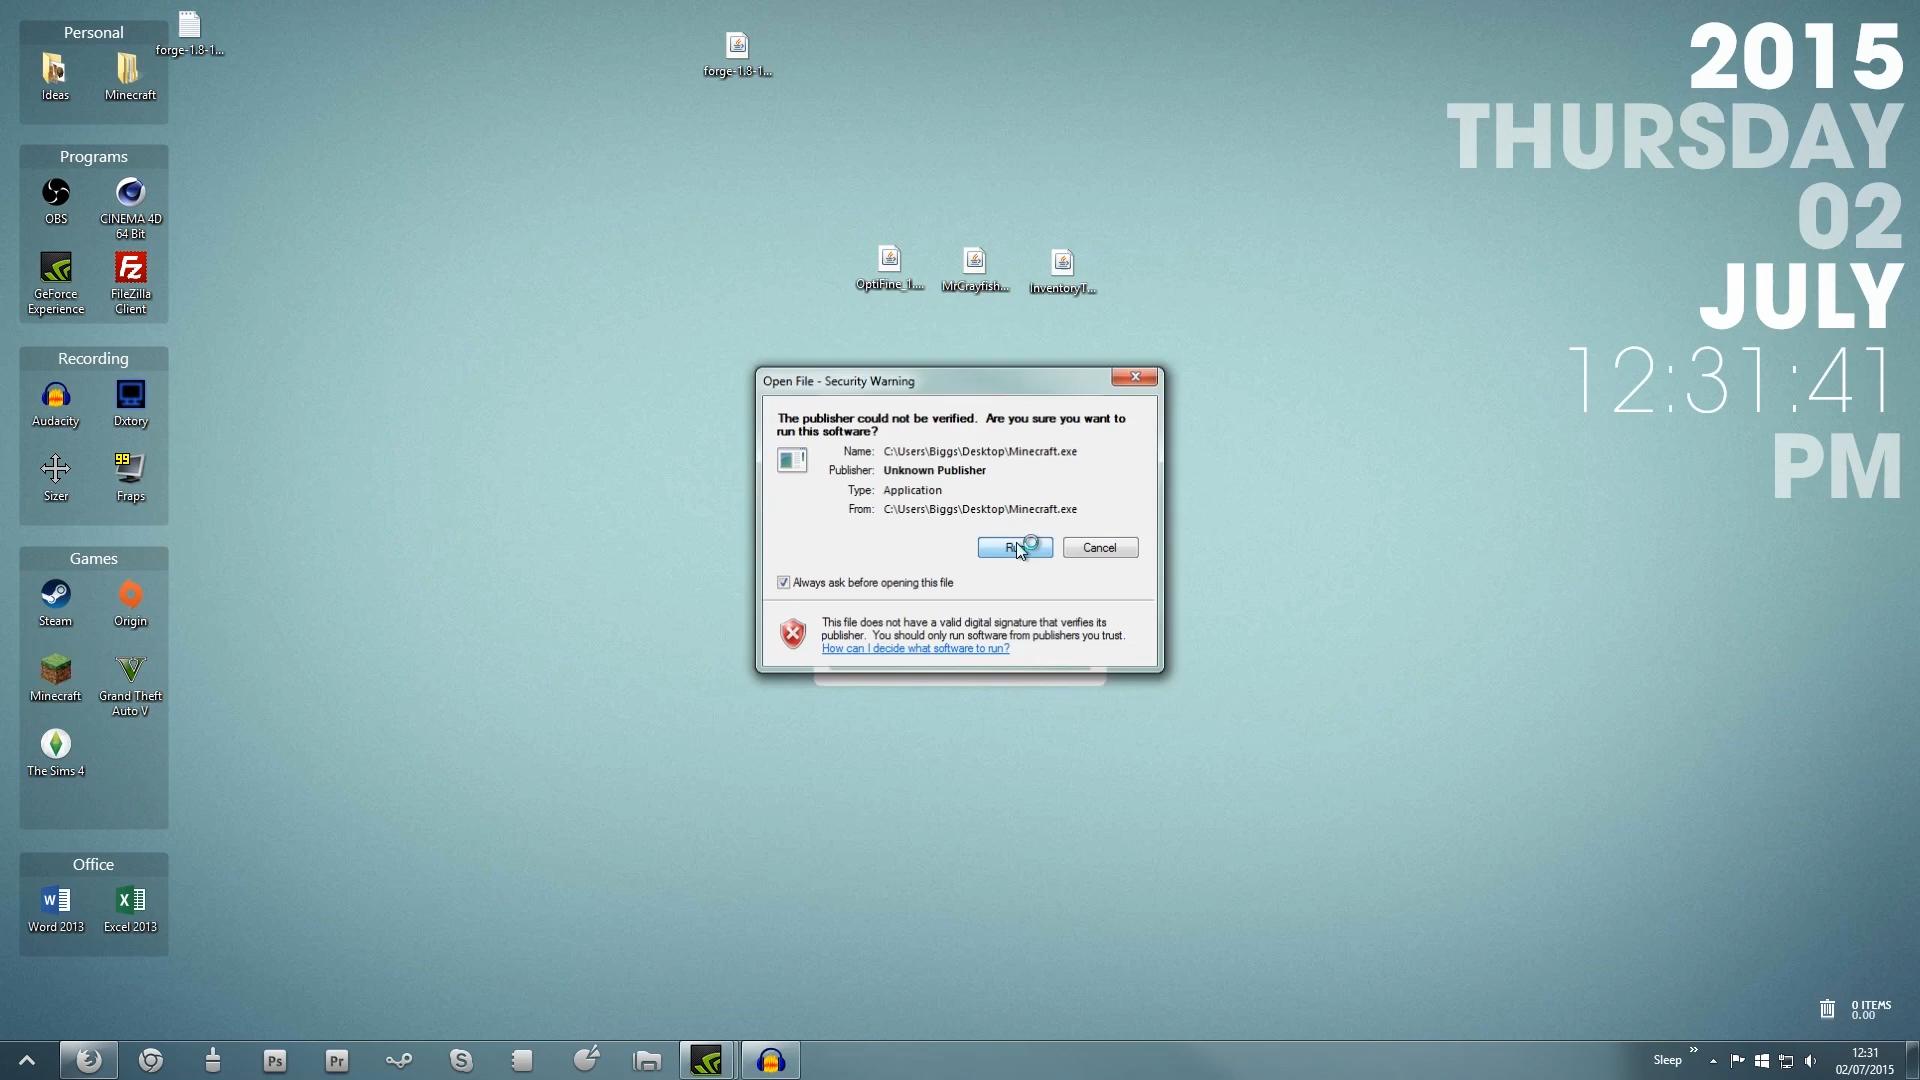 Personal
forge-1.8-1...
Ideas
Minecraft
forge-1.8-1...
Programs
OBS
CINEMA 4D
64 Bit
GeForce
Experience
FileZilla
Client
Recording
Audacity
Dxtory
Sizer
99
Fraps
Games
Steam
Origin
Minecraft
Grand Theft
Auto V
The Sims 4
Office
Word 2013
Excel 2013
OptiFine_1....
MrCrayfish...
InventoryT...
2015
THURSDAY
02
JULY
12:31:41
PM
Open File - Security Warning
The publisher could not be verified. Are you sure you want to
run this software?
Name: C:\Users\Biggs\Desktop\Minecraft.exe
Publisher: Unknown Publisher
Type: Application
From: C:\Users\Biggs\Desktop\Minecraft.exe
Cancel
Always ask before opening this file
This file does not have a valid digital signature that verifies its
publisher. You should only run software from publishers you trust.
How can I decide what software to run?
0 ITEMS
0.00
Ps
Pr
Sleep
12:31
02/07/2015